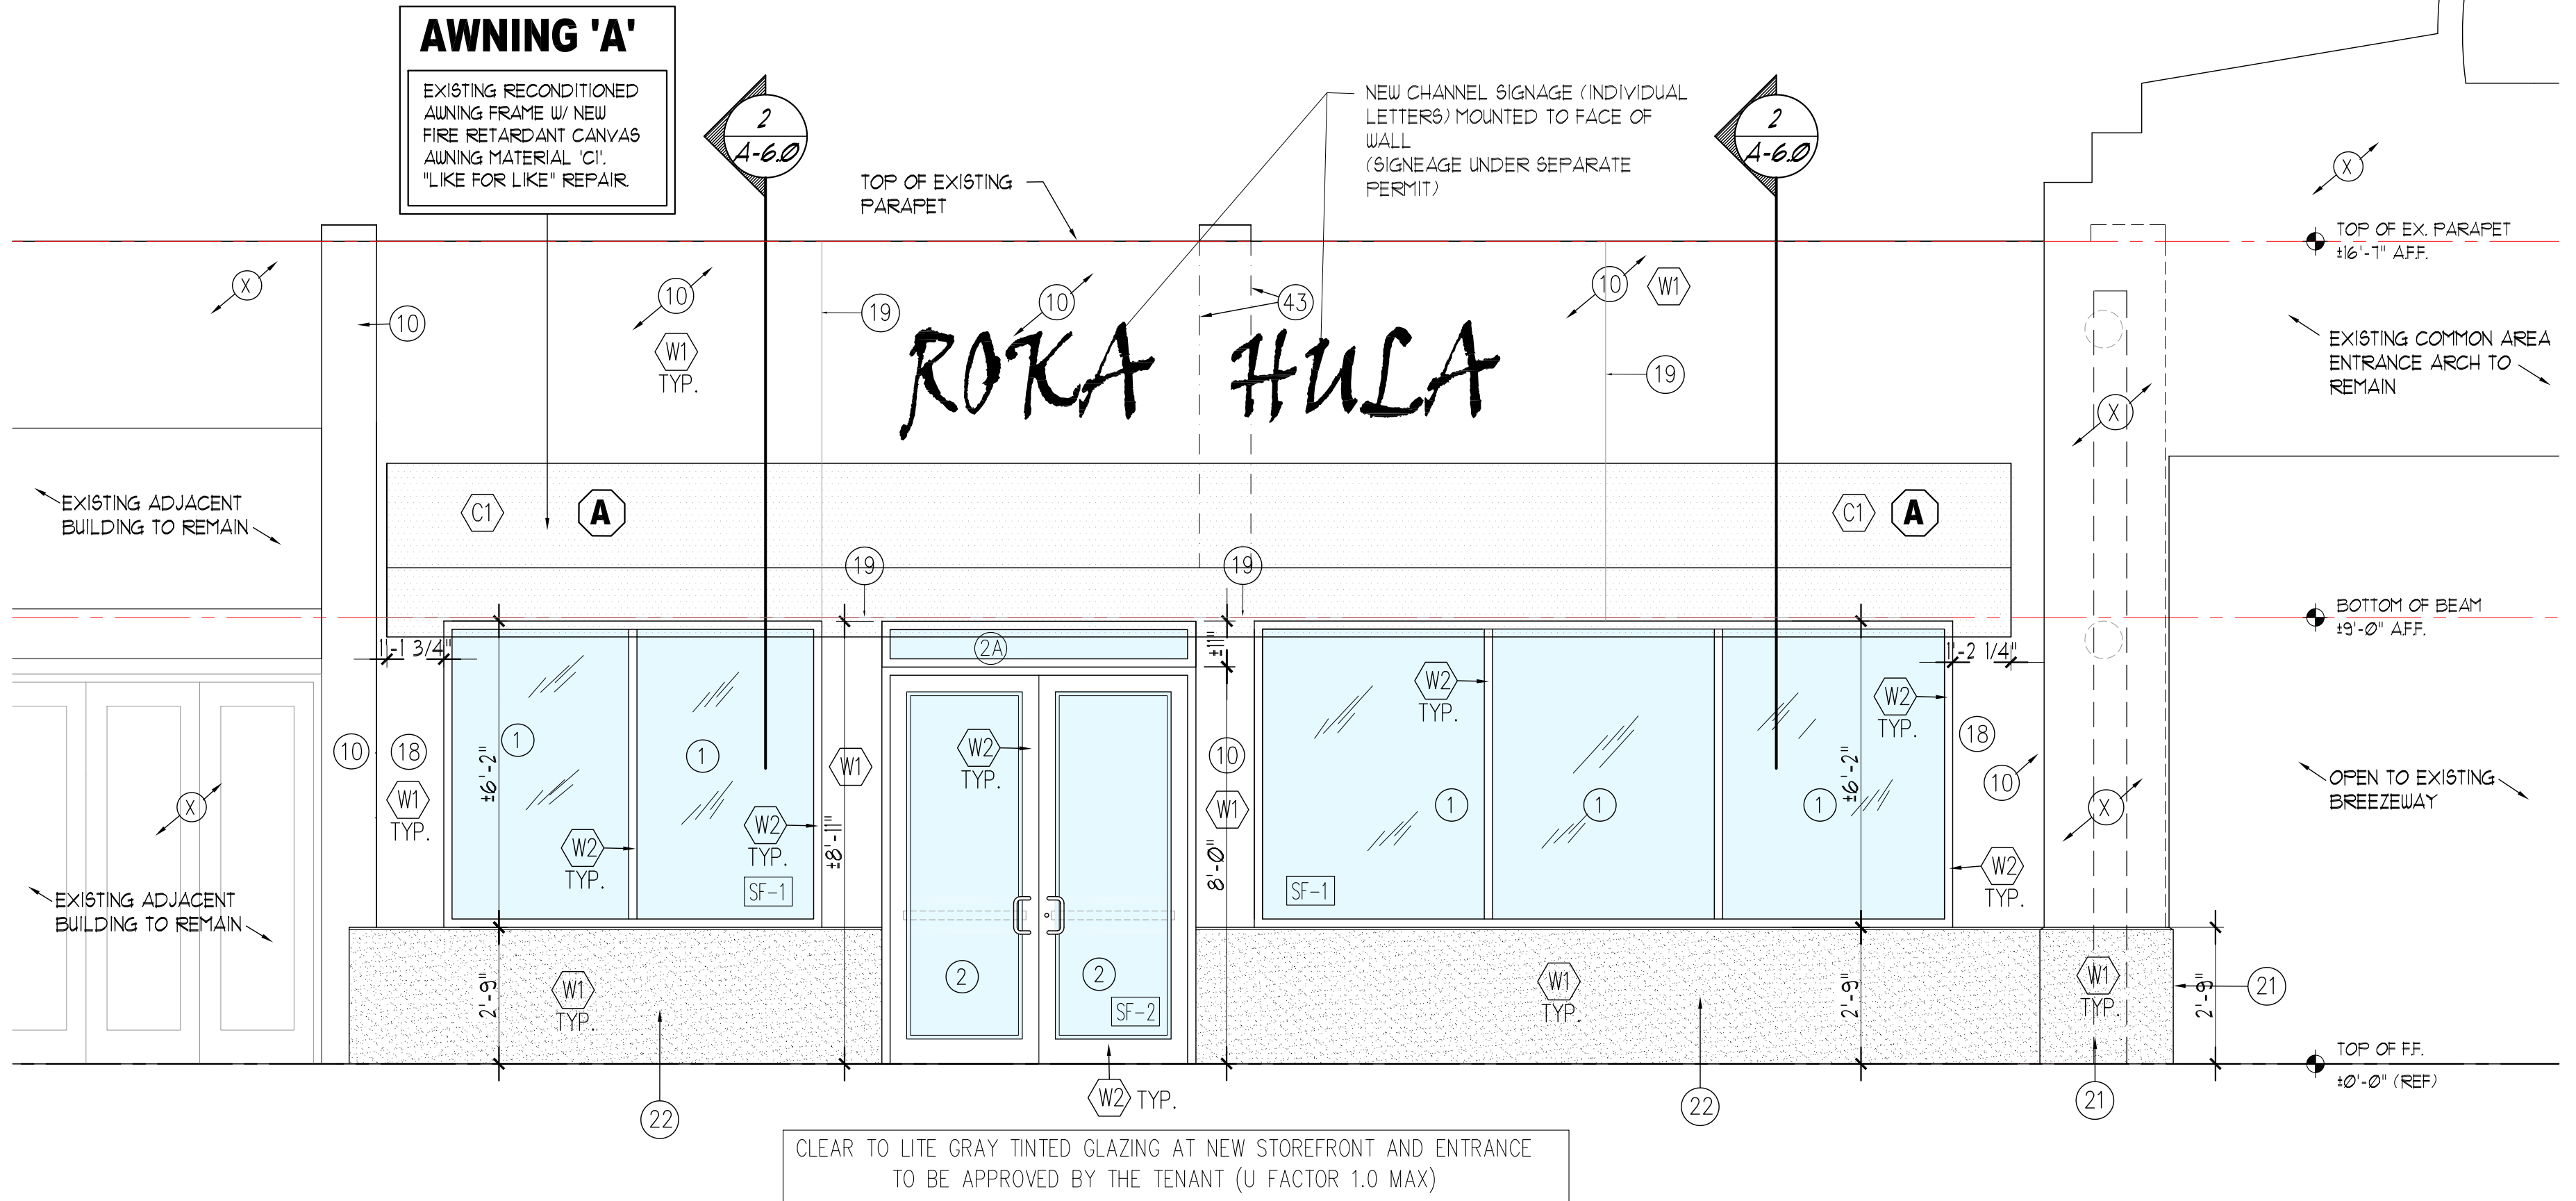 AWNING 'A'
EXISTING RECONDITIONED
AWNING FRAME W/ NEW
FIRE RETARDANT CANVAS
AWNING MATERIAL 'C1'.
"LIKE FOR LIKE" REPAIR.
2
A-6.0
TOP OF EXISTING
PARAPET
NEW CHANNEL SIGNAGE (INDIVIDUAL
LETTERS) MOUNTED TO FACE OF
WALL
(SIGNEAGE UNDER SEPARATE
PERMIT)
2
A-6.0
X
TOP OF EX. PARAPET
±16'-7" A.F.F.
X
10
10
W1
TYP.
19
10
43
10
W1
19
ROKA HULA
EXISTING COMMON AREA
ENTRANCE ARCH TO
REMAIN
X
EXISTING ADJACENT
BUILDING TO REMAIN
C1
A
C1
A
19
19
BOTTOM OF BEAM
±9'-0" A.F.F.
1'-1 3/4"
2A
±11"
1'-2 1/4"
10
18
W1
TYP.
1
±6'-2"
1
W2
TYP.
W2
TYP.
SF-1
W1
±8'-11"
W2
TYP.
10
W1
8'-0"
W2
TYP.
1
1
1
±6'-2"
SF-1
W2
TYP.
18
10
W2
TYP.
X
OPEN TO EXISTING
BREEZEWAY
X
EXISTING ADJACENT
BUILDING TO REMAIN
2'-9"
W1
TYP.
2
2
SF-2
W1
TYP.
2'-9"
W1
TYP.
2'-9"
21
TOP OF F.F.
±0'-0" (REF)
22
W2 TYP.
22
21
CLEAR TO LITE GRAY TINTED GLAZING AT NEW STOREFRONT AND ENTRANCE
TO BE APPROVED BY THE TENANT (U FACTOR 1.0 MAX)